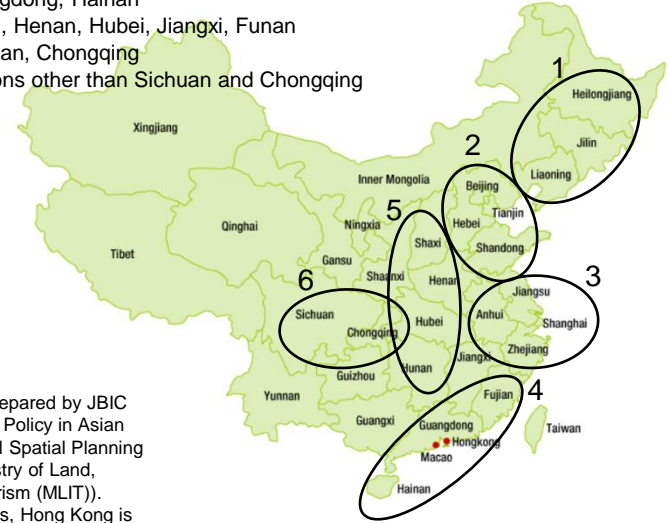 gdong, Hainan
, Henan, Hubei, Jiangxi, Funan
an, Chongqing
ons other than Sichuan and Chongqing
1
Heilongjiang
Xingjiang
Jilin
2
Liaoning
Inner Mongolia
Beijing
5
Tianjin
Qinghai
Ningxia
Hebei
Shaxi
Shandong
Tibet
Gansu
6
Shaanxi
Henan
3
Jiangsu
Sichuan
Anhui
Hubei
Shanghai
Chongqing
Zhejiang
Jiangxi
Hunan
Guizhou
4
Fujian
Yunnan
epared by JBIC
Policy in Asian
Guangxi
Guangdong
l Spatial Planning
Taiwan
Hongkong
stry of Land,
Macao
rism (MLIT)).
Hainan
s, Hong Kong is